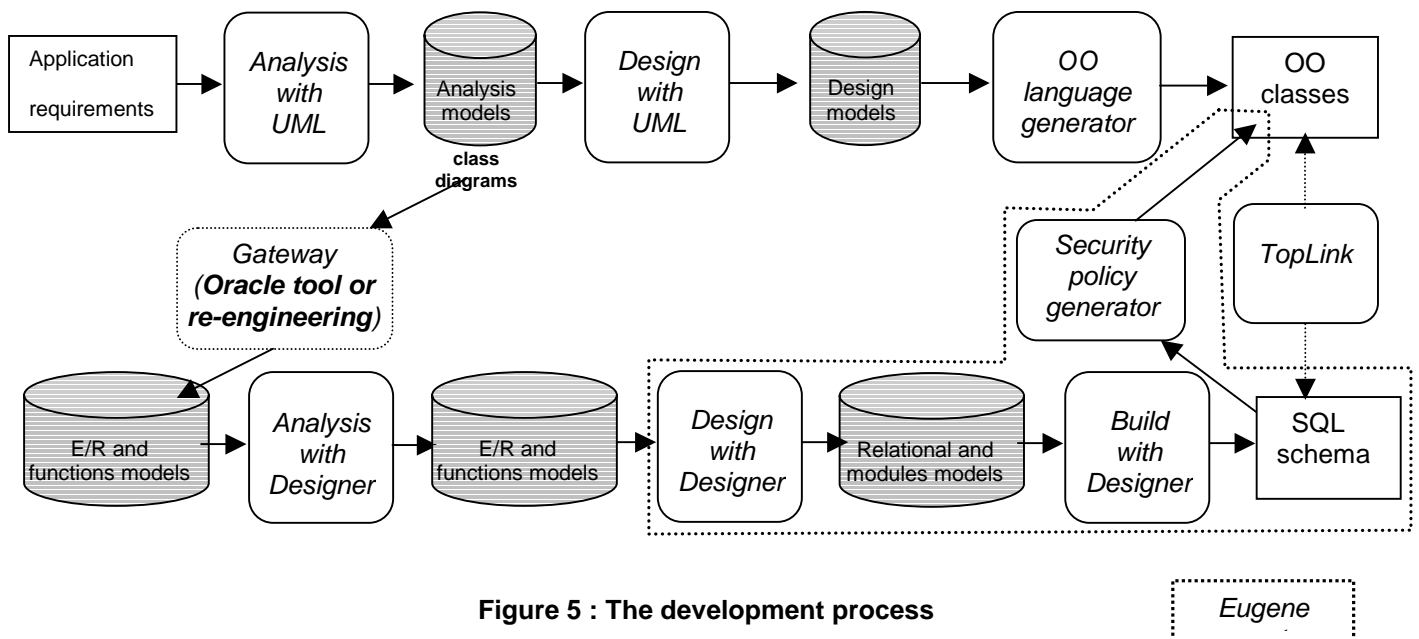 Application
requirements
Analysis
with
UML
Analysis
models
class
diagrams
Design
with
UML
Design
models
OO
language
generator
OO
classes
Gateway
(Oracle tool or
re-engineering)
Security
policy
generator
TopLink
E/R and
functions models
Analysis
with
Designer
E/R and
functions models
Design
with
Designer
Relational and
modules models
Build
with
Designer
SQL
schema
Figure 5 : The development process
Eugene